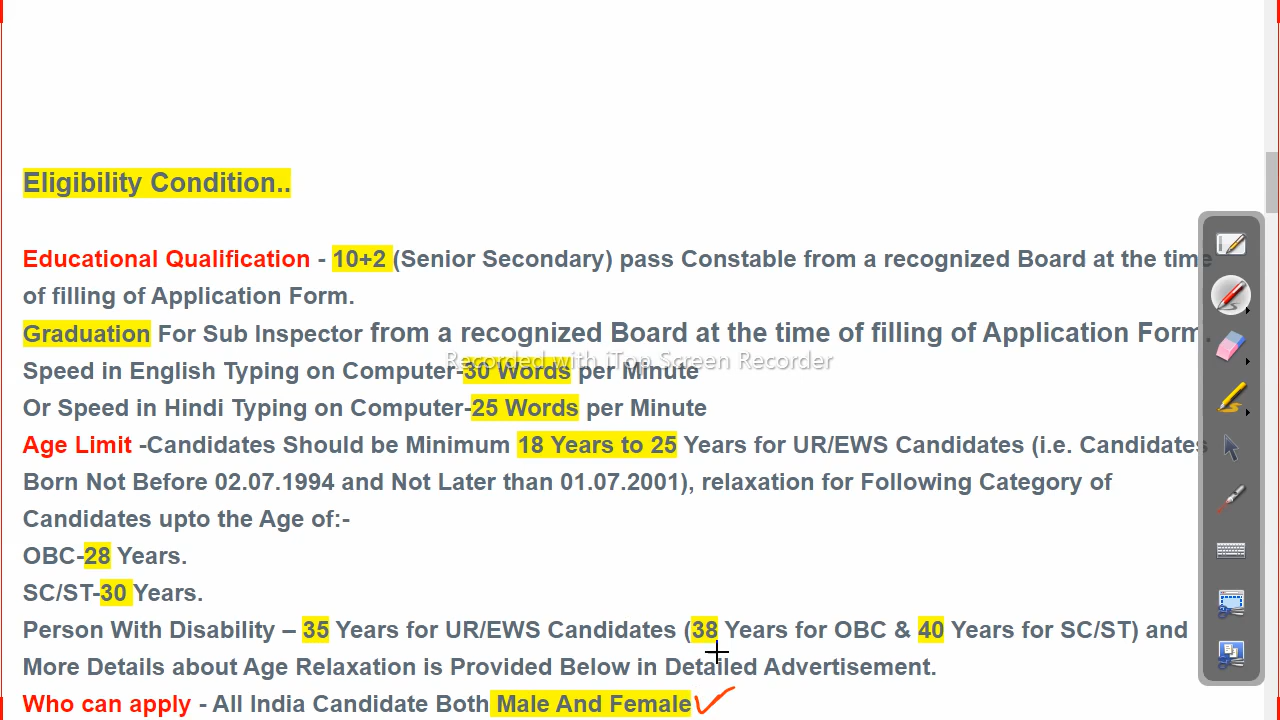 Eligibility Condition..
Educational Qualification - 10+2 (Senior Secondary) pass Constable from a recognized Board at the time
of filling of Application Form.
Graduation For Sub Inspector from a recognized Board at the time of filling of Application Form.
Recorded with iTop Screen Recorder
Speed in English Typing on Computer-30 Words per Minute
Or Speed in Hindi Typing on Computer-25 Words per Minute
Age Limit -Candidates Should be Minimum 18 Years to 25 Years for UR/EWS Candidates (i.e. Candidates
Born Not Before 02.07.1994 and Not Later than 01.07.2001), relaxation for Following Category of
Candidates upto the Age of:-
OBC-28 Years.
SC/ST-30 Years.
Person With Disability – 35 Years for UR/EWS Candidates (38 Years for OBC & 40 Years for SC/ST) and
More Details about Age Relaxation is Provided Below in Detailed Advertisement.
Who can apply - All India Candidate Both Male And Female